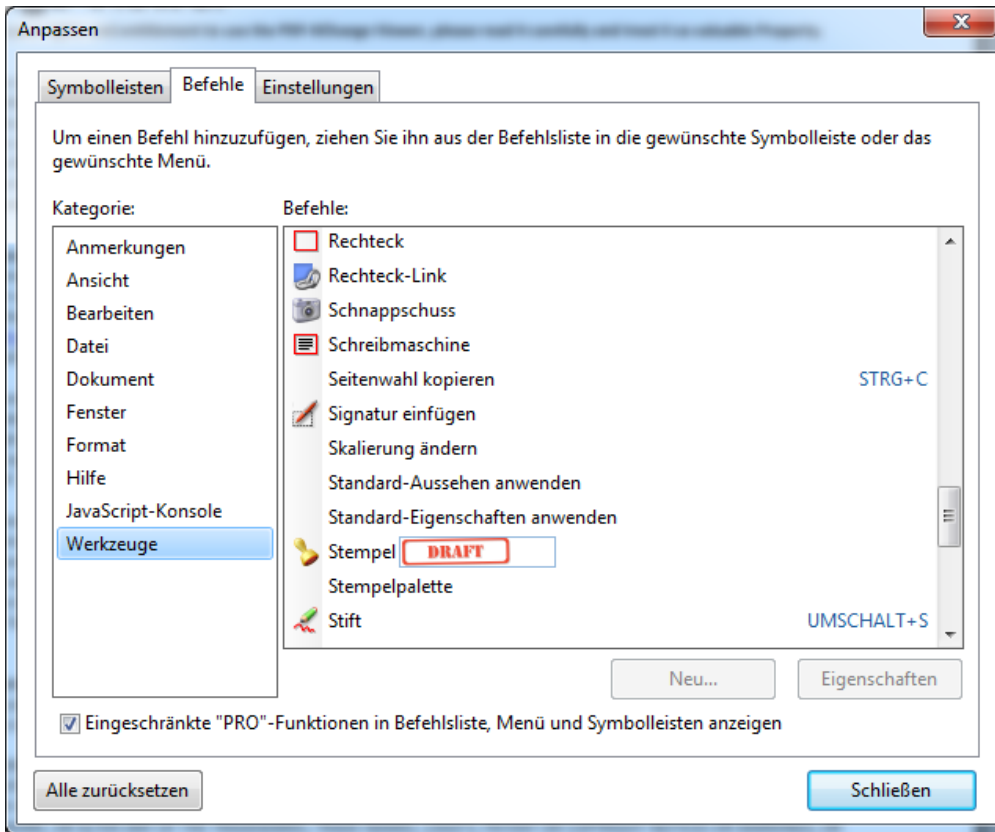 Anpassen
Symbolleisten Befehle Einstellungen
Um einen Befehl hinzuzufügen, ziehen Sie ihn aus der Befehlsliste in die gewünschte Symbolleiste oder das
gewünschte Menü.
Kategorie:
Anmerkungen
Ansicht
Bearbeiten
Datei
Dokument
Fenster
Format
Hilfe
JavaScript-Konsole
Werkzeuge
Befehle:
Rechteck
Rechteck-Link
Schnappschuss
Schreibmaschine
Seitenwahl kopieren STRG+C
Signatur einfügen
Skalierung ändern
Standard-Aussehen anwenden
Standard-Eigenschaften anwenden
Stempel DRAFT
Stempelpalette
Stift UMSCHALT+S
Neu... Eigenschaften
Eingeschränkte "PRO"-Funktionen in Befehlsliste, Menü und Symbolleisten anzeigen
Alle zurücksetzen Schließen